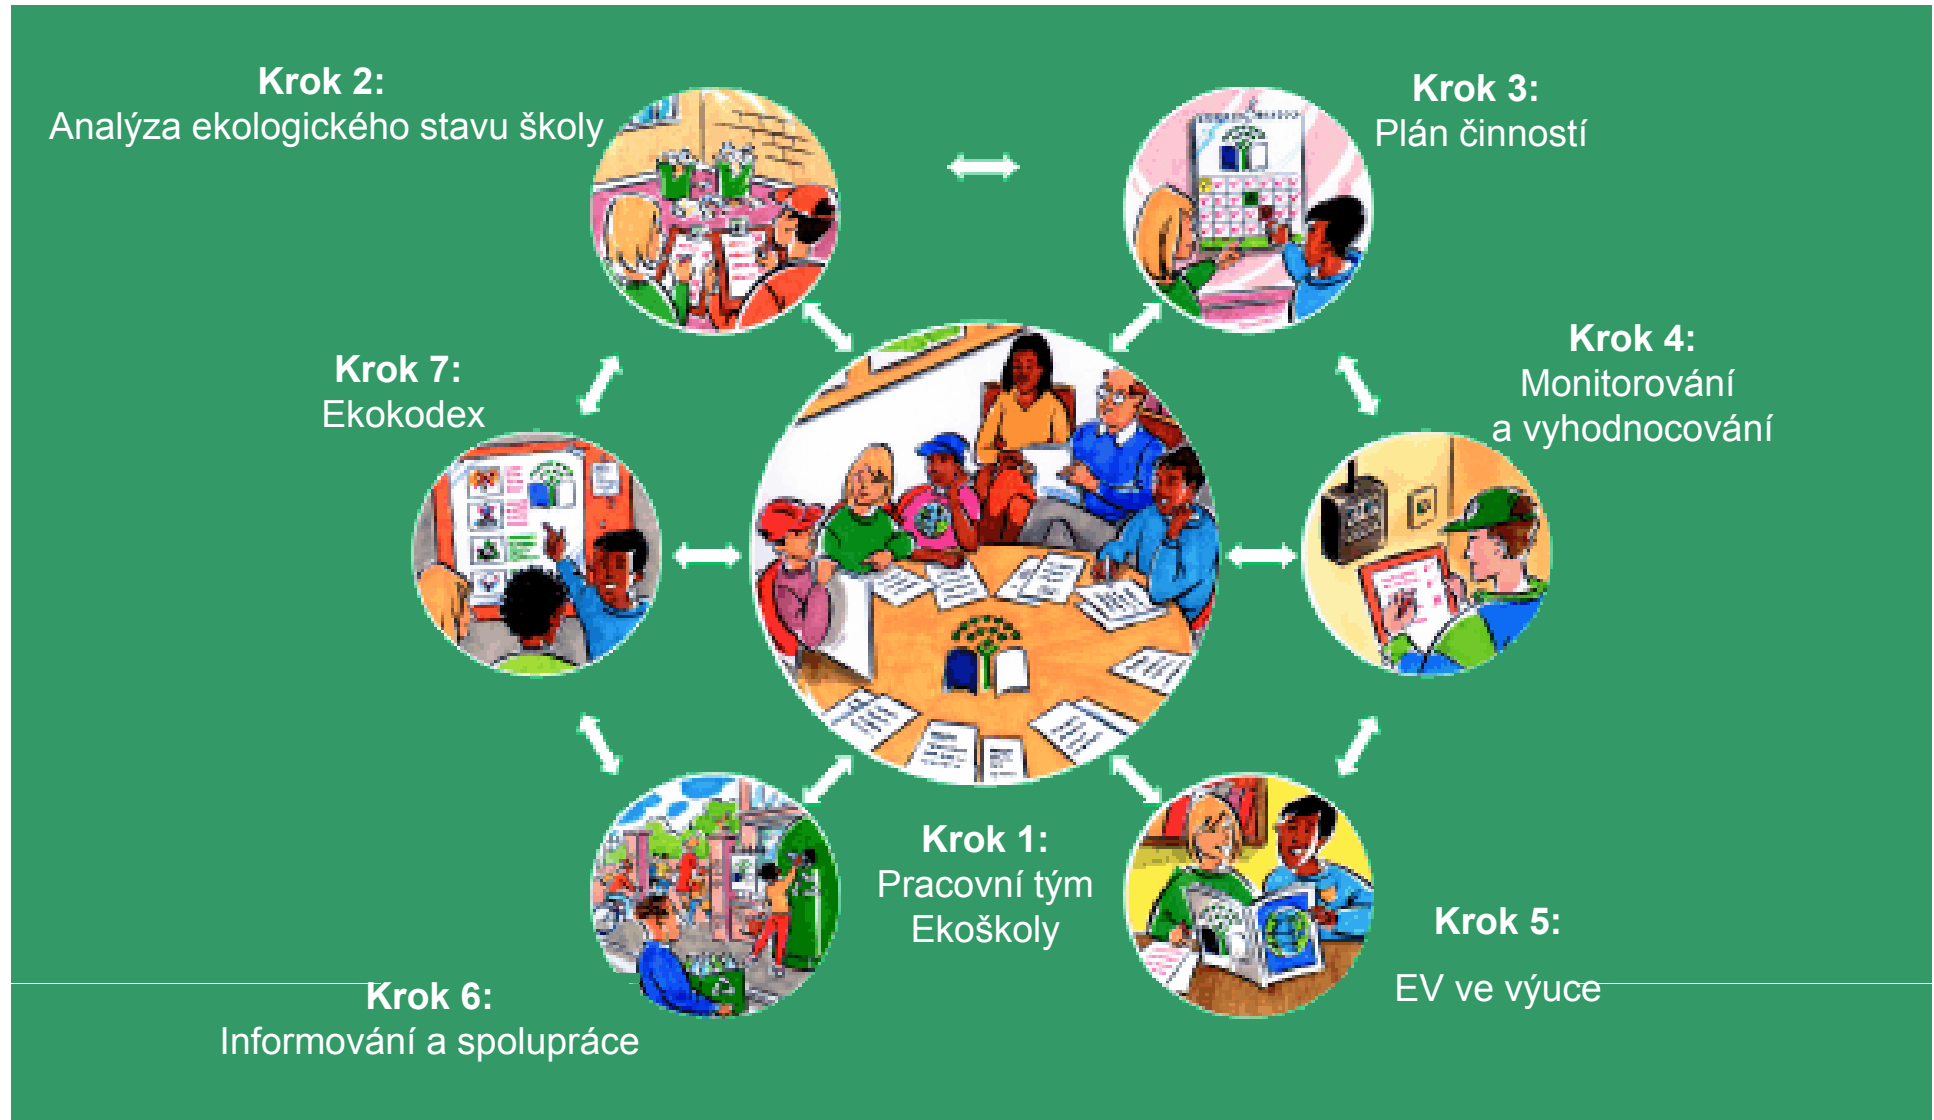 Krok 2:
Analýza ekologického stavu školy
Krok 3:
Plán činností
Krok 4:
Monitorování
a vyhodnocování
Krok 7:
Ekokodex
Krok 1:
Pracovní tým
Ekoškoly
Krok 5:
EV ve výuce
Krok 6:
Informování a spolupráce